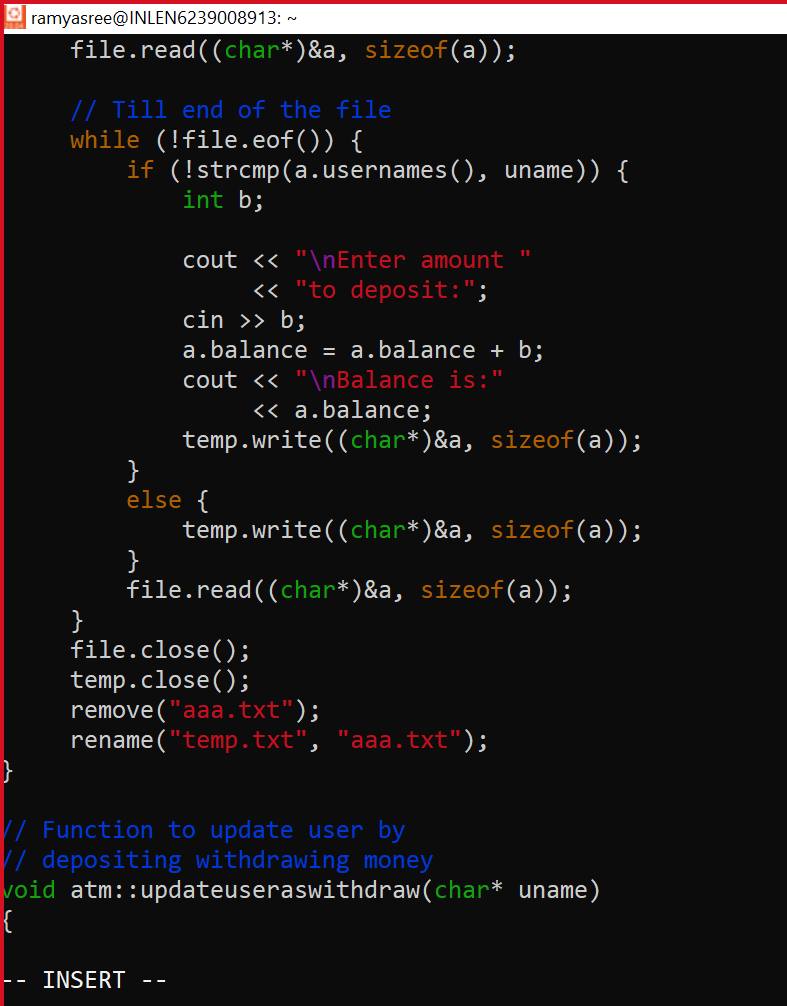 ramyasree@INLEN6239008913: ~
file.read((char*)&a, sizeof(a));
// Till end of the file
while (!file.eof()) {
if (!strcmp(a.usernames(), uname)) {
int b;
cout << "\nEnter amount "
<< "to deposit:";
cin >> b;
a.balance = a.balance + b;
cout << "\nBalance is:"
<< a.balance;
temp.write((char*)&a, sizeof(a));
}
else {
temp.write((char*)&a, sizeof(a));
}
file.read((char*)&a, sizeof(a));
}
file.close();
temp.close();
remove("aaa.txt");
rename("temp.txt", "aaa.txt");
}
// Function to update user by
// depositing withdrawing money
void atm::updateuseraswithdraw(char* uname)
{
-- INSERT --